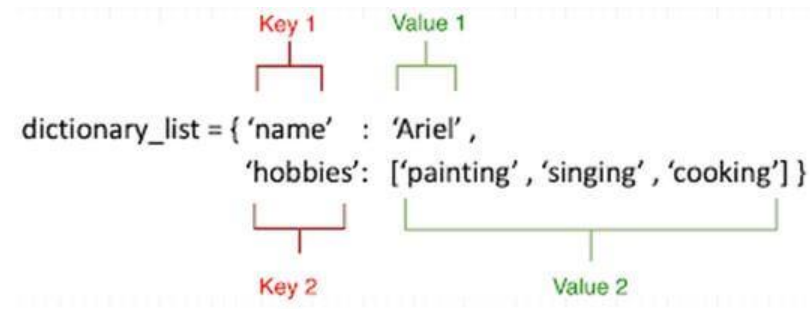 Key 1 Value 1
dictionary_list = { ‘name’ : ‘Ariel’ ,
‘hobbies’: [‘painting’ , ‘singing’ , ‘cooking’] }
Key 2 Value 2